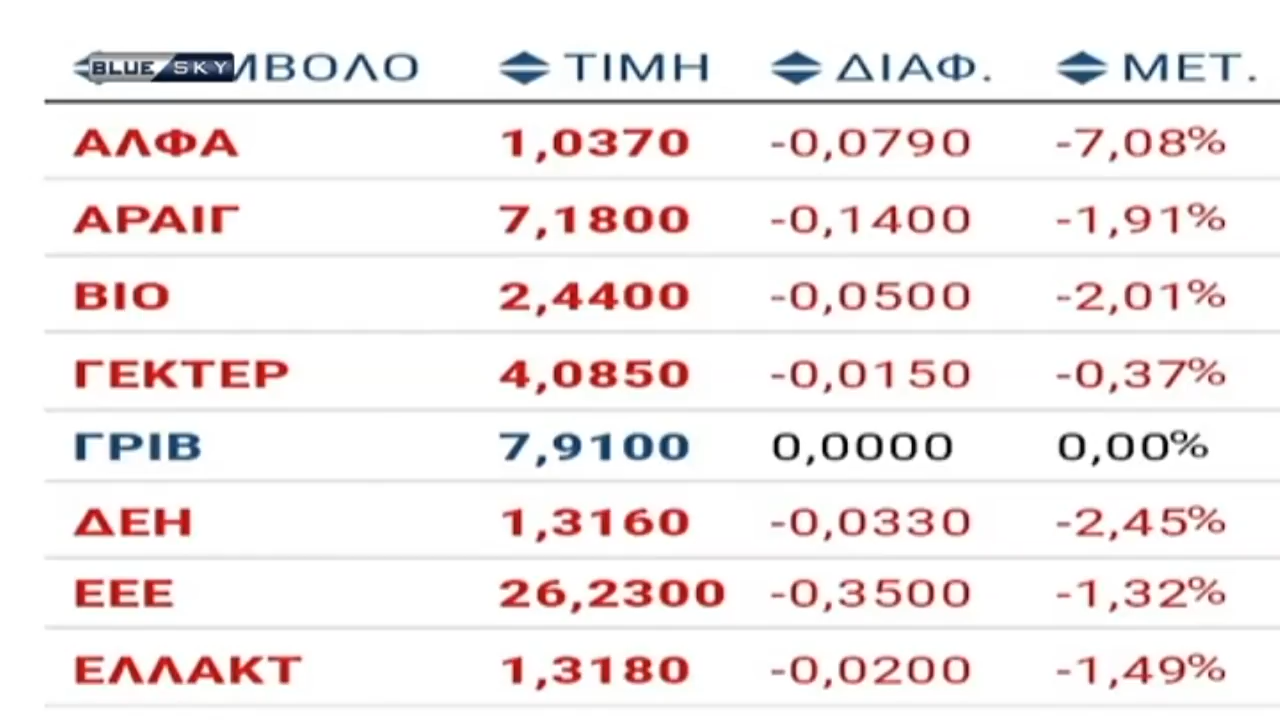 BLUE SKY ΤΙΜΗ ΔΙΑΦ. ΜΕΤ.
ΑΛΦΑ 1,0370 -0,0790 -7,08%
ΑΡΑΙΓ 7,1800 -0,1400 -1,91%
ΒΙΟ 2,4400 -0,0500 -2,01%
ΓΕΚΤΕΡ 4,0850 -0,0150 -0,37%
ΓΡΙΒ 7,9100 0,0000 0,00%
ΔΕΗ 1,3160 -0,0330 -2,45%
ΕΕΕ 26,2300 -0,3500 -1,32%
ΕΛΛΑΚΤ 1,3180 -0,0200 -1,49%